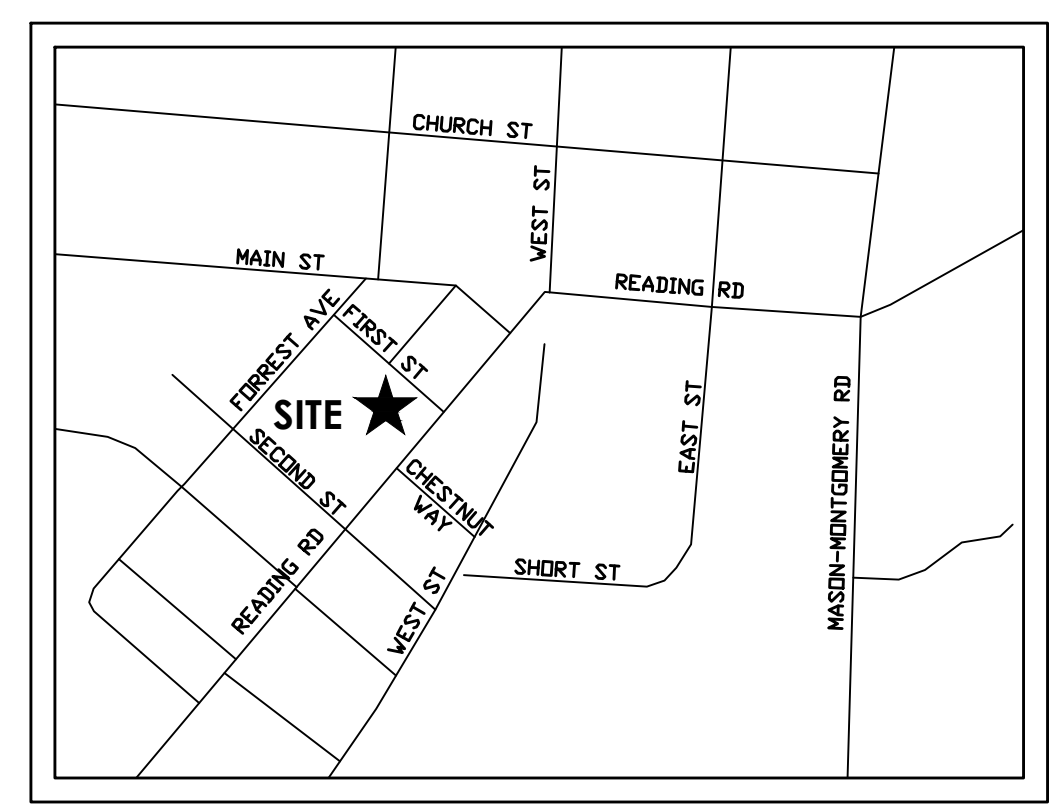 CHURCH ST
WEST ST
MAIN ST
READING RD
FORREST AVE
FIRST ST
SITE
EAST ST
MASON-MONTGOMERY RD
SECOND ST
CHESTNUT
WAY
READING RD
SHORT ST
WEST ST